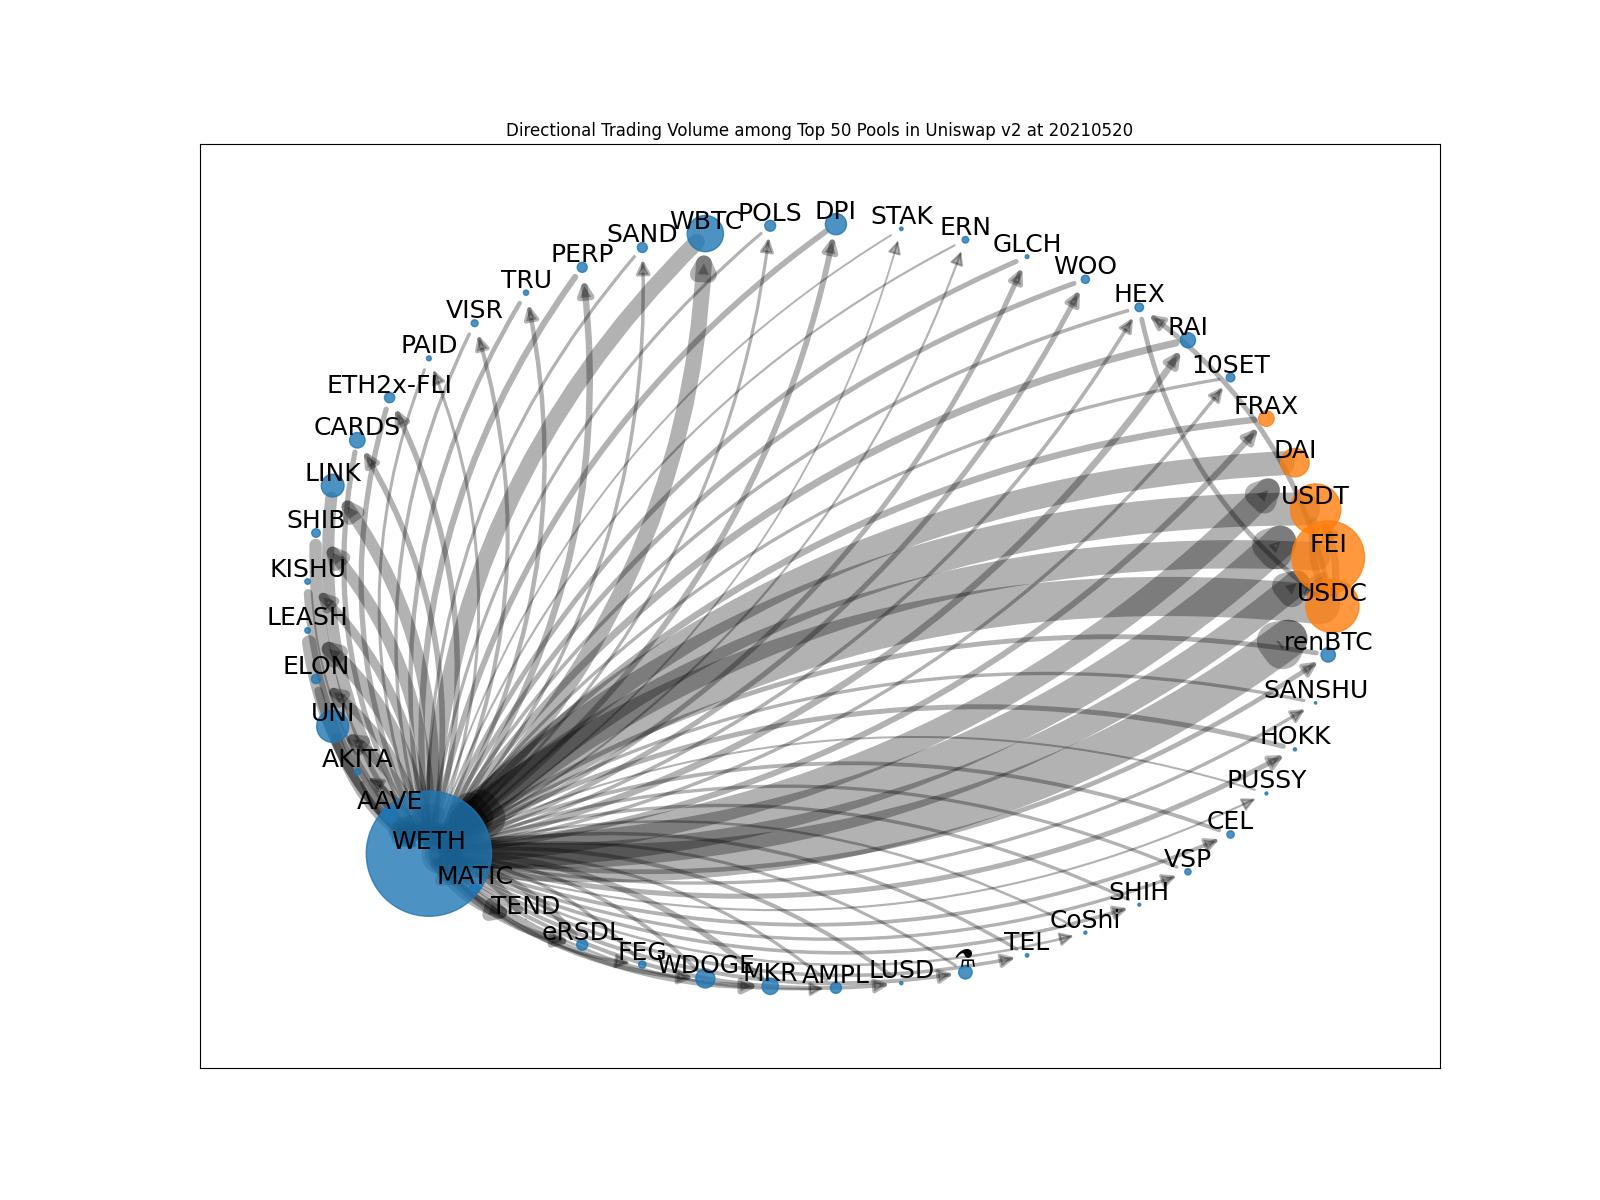 Directional Trading Volume among Top 50 Pools in Uniswap v2 at 20210520
WBTC
POLS
DPI
STAK
ERN
SAND
GLCH
PERP
WOO
TRU
HEX
VISR
RAI
PAID
10SET
ETH2x-FLI
FRAX
CARDS
DAI
LINK
USDT
SHIB
FEI
KISHU
USDC
LEASH
renBTC
ELON
SANSHU
UNI
HOKK
AKITA
PUSSY
AAVE
CEL
WETH
VSP
MATIC
SHIH
TEND
CoShi
eRSDL
TEL
FEG
⚗
WDOGE
MKR
AMPL
LUSD